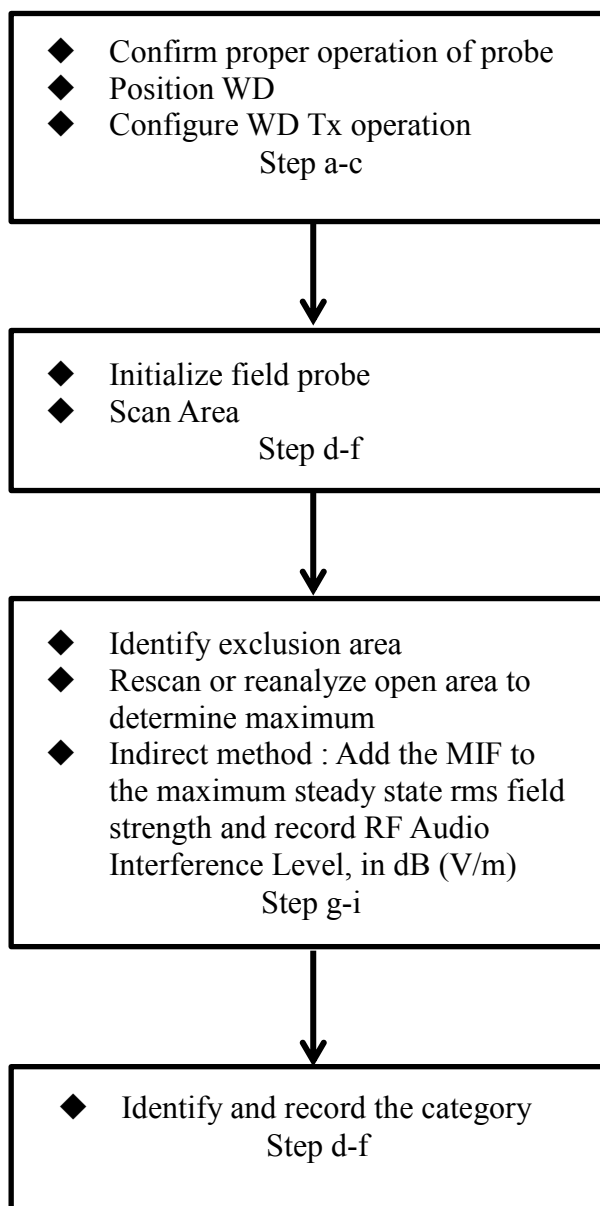 ◆ Confirm proper operation of probe
◆ Position WD
◆ Configure WD Tx operation
Step a-c
◆ Initialize field probe
◆ Scan Area
Step d-f
◆ Identify exclusion area
◆ Rescan or reanalyze open area to
determine maximum
◆ Indirect method : Add the MIF to
the maximum steady state rms field
strength and record RF Audio
Interference Level, in dB (V/m)
Step g-i
◆ Identify and record the category
Step d-f